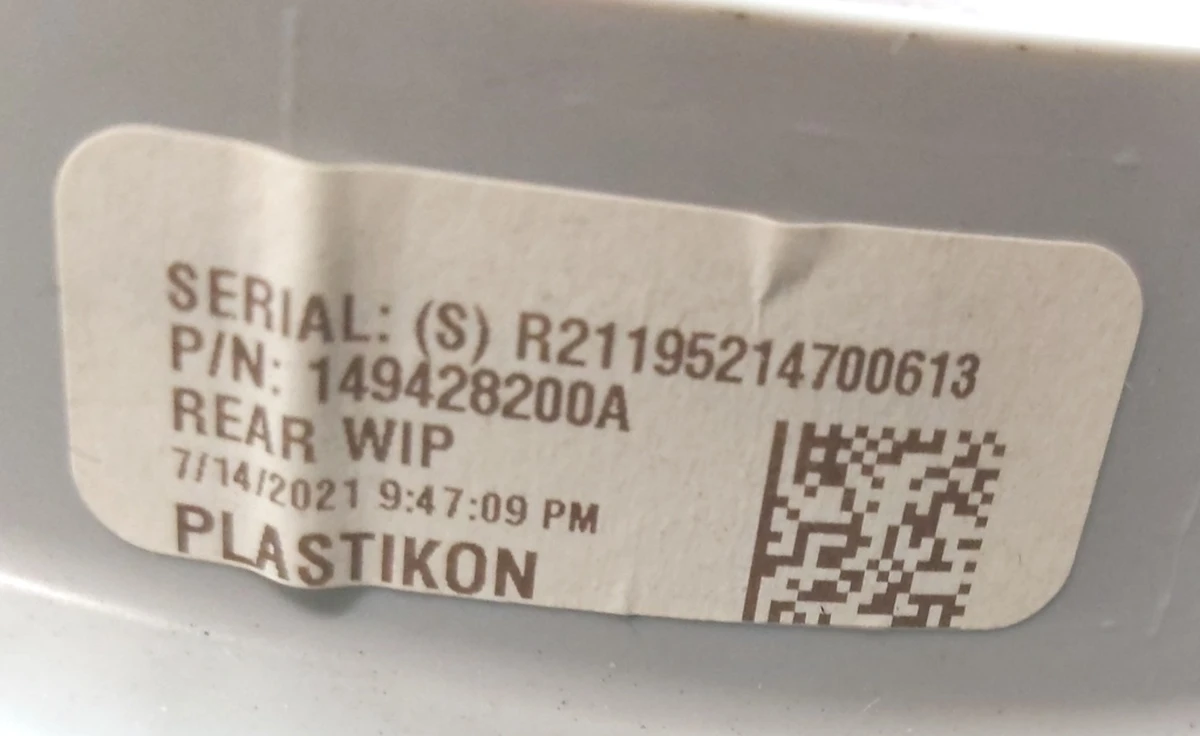 SERIAL: (S) R21195214700613
P/N: 149428200A
REAR WIP
7/14/2021 9:47:09 PM
PLASTIKON